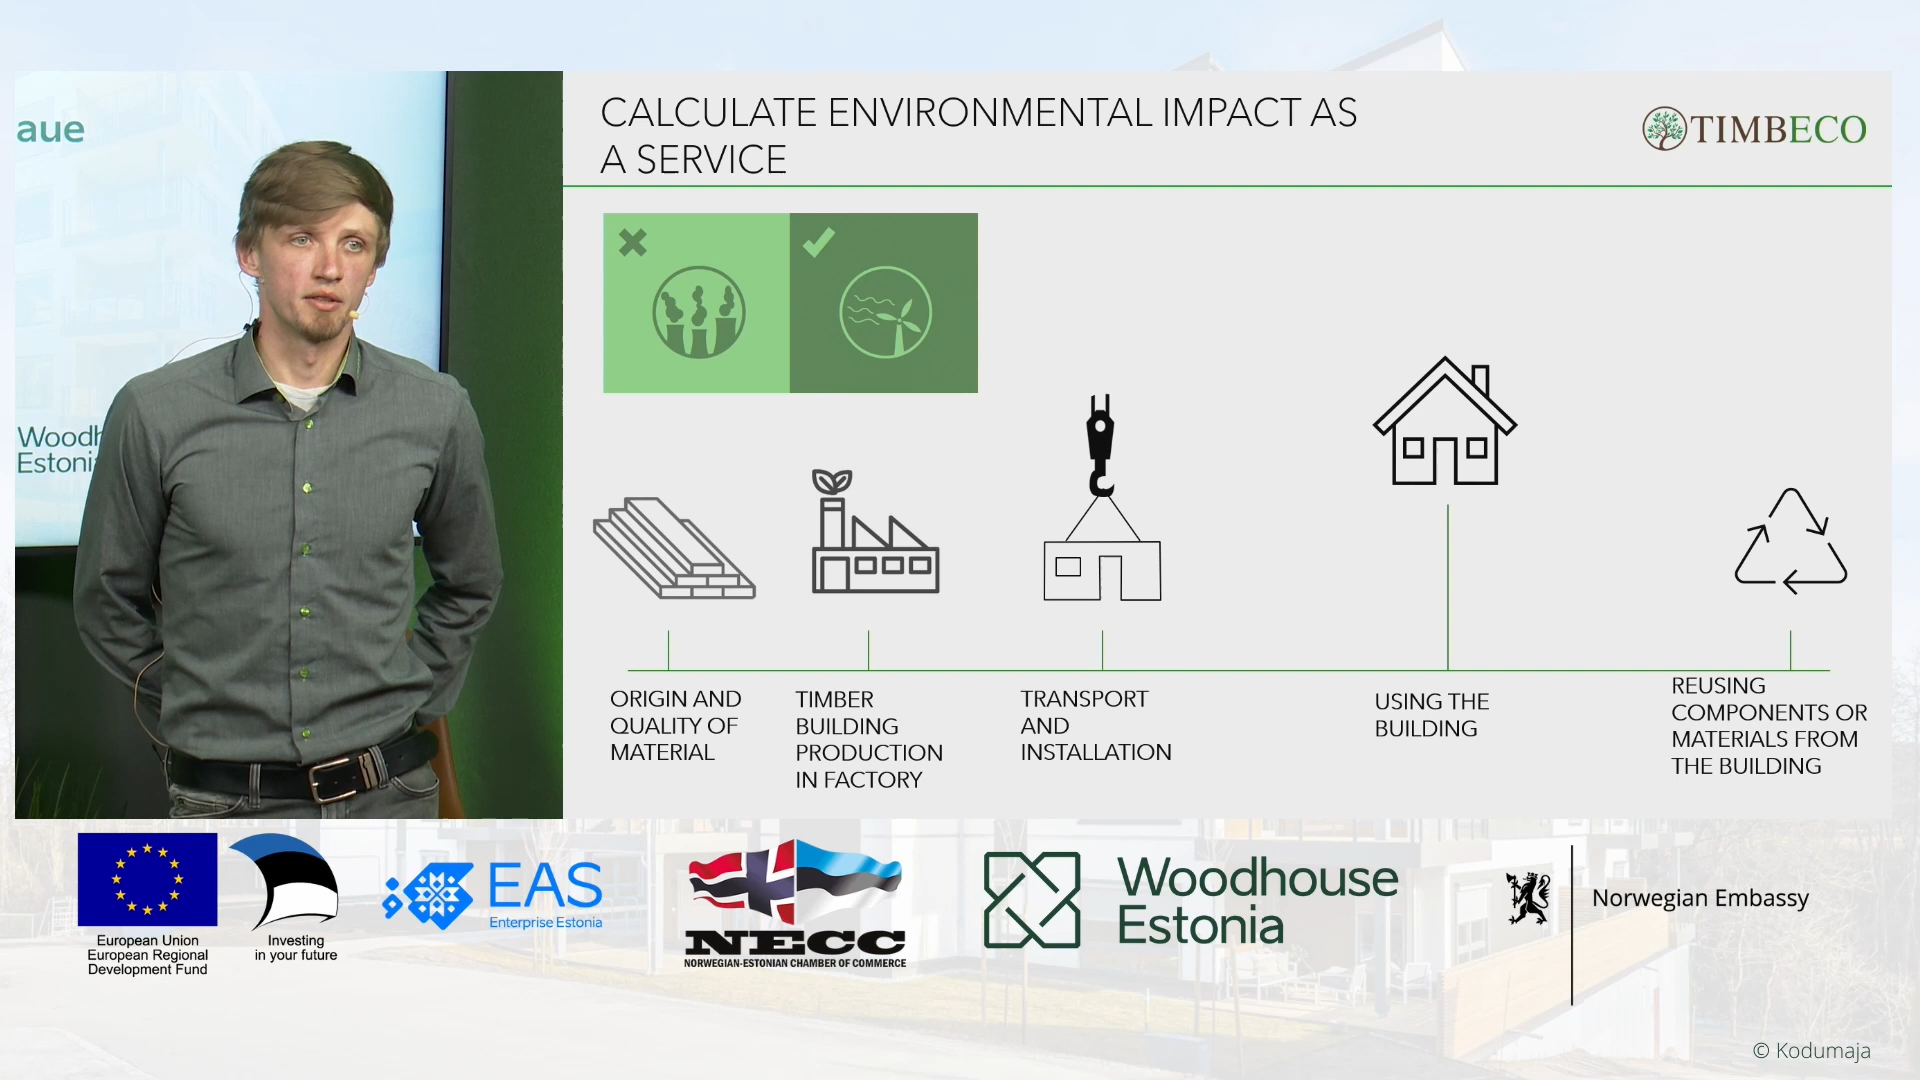 aue
Woodh
Estoni
CALCULATE ENVIRONMENTAL IMPACT AS
A SERVICE
TIMBECO
ORIGIN AND
QUALITY OF
MATERIAL
TIMBER
BUILDING
PRODUCTION
IN FACTORY
TRANSPORT
AND
INSTALLATION
USING THE
BUILDING
REUSING
COMPONENTS OR
MATERIALS FROM
THE BUILDING
European Union
European Regional
Development Fund
Investing
in your future
EAS
Enterprise Estonia
NECC
NORWEGIAN-ESTONIAN CHAMBER OF COMMERCE
Woodhouse
Estonia
Norwegian Embassy
© Kodumaja